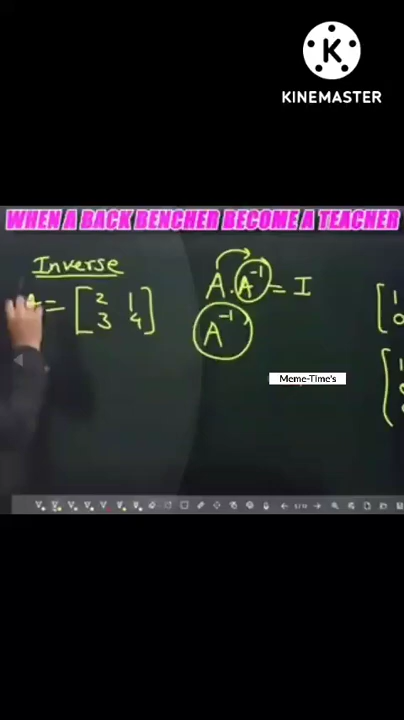 KINEMASTER
WHEN A BACK BENCHER BECOME A TEACHER
Inverse
A = [2 1
3 4]
A · A⁻¹ = I
A⁻¹
Meme-Time's